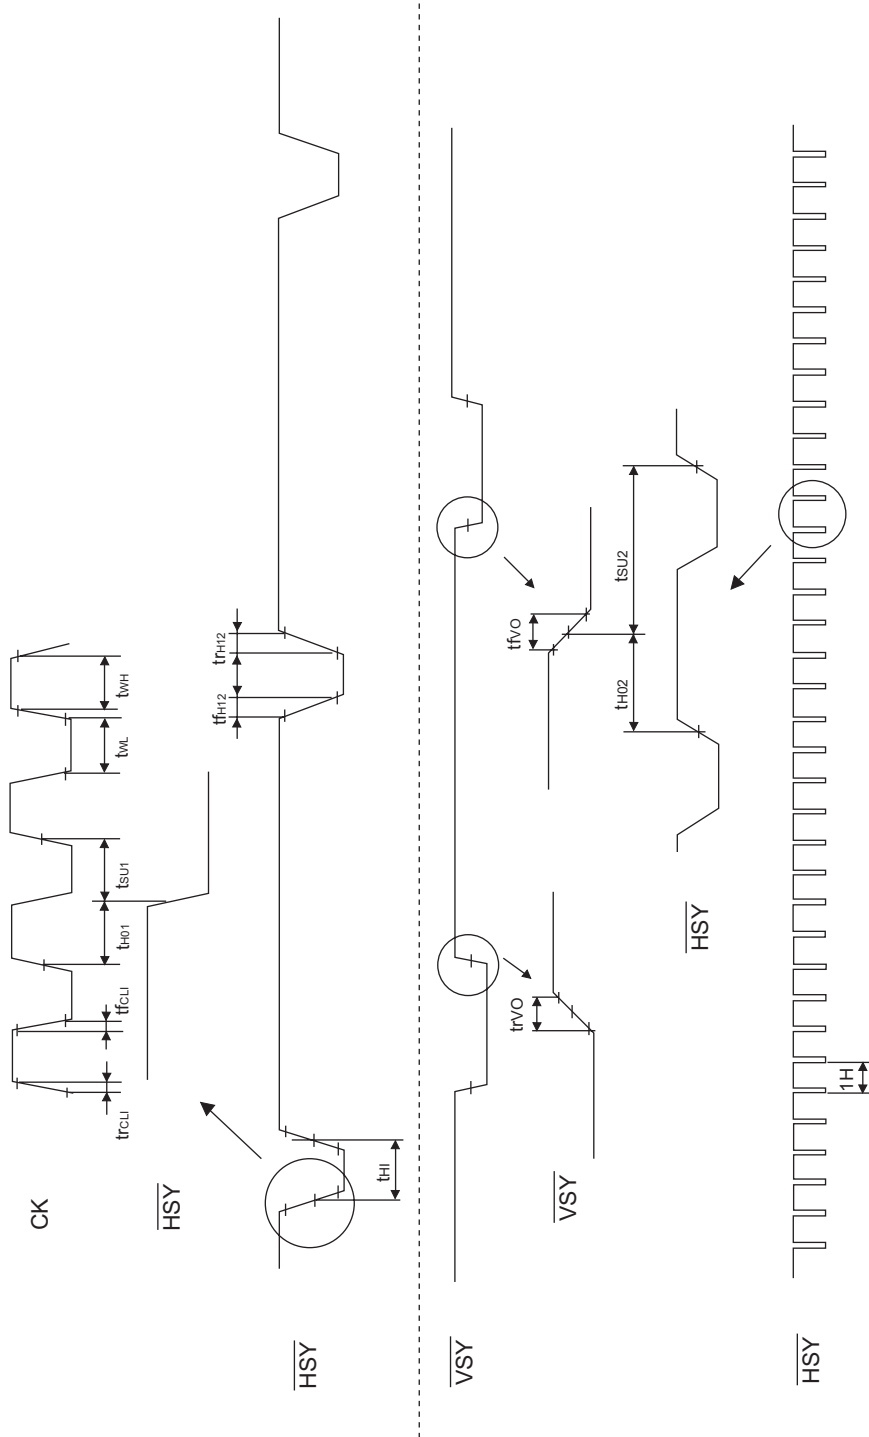 CK
trCLI
tfCLI
tH01
tSU1
tWL
tWH
HSY
HSY
tHI
tfH12
trH12
VSY
VSY
trVO
tfVO
HSY
tH02
tSU2
HSY
1H